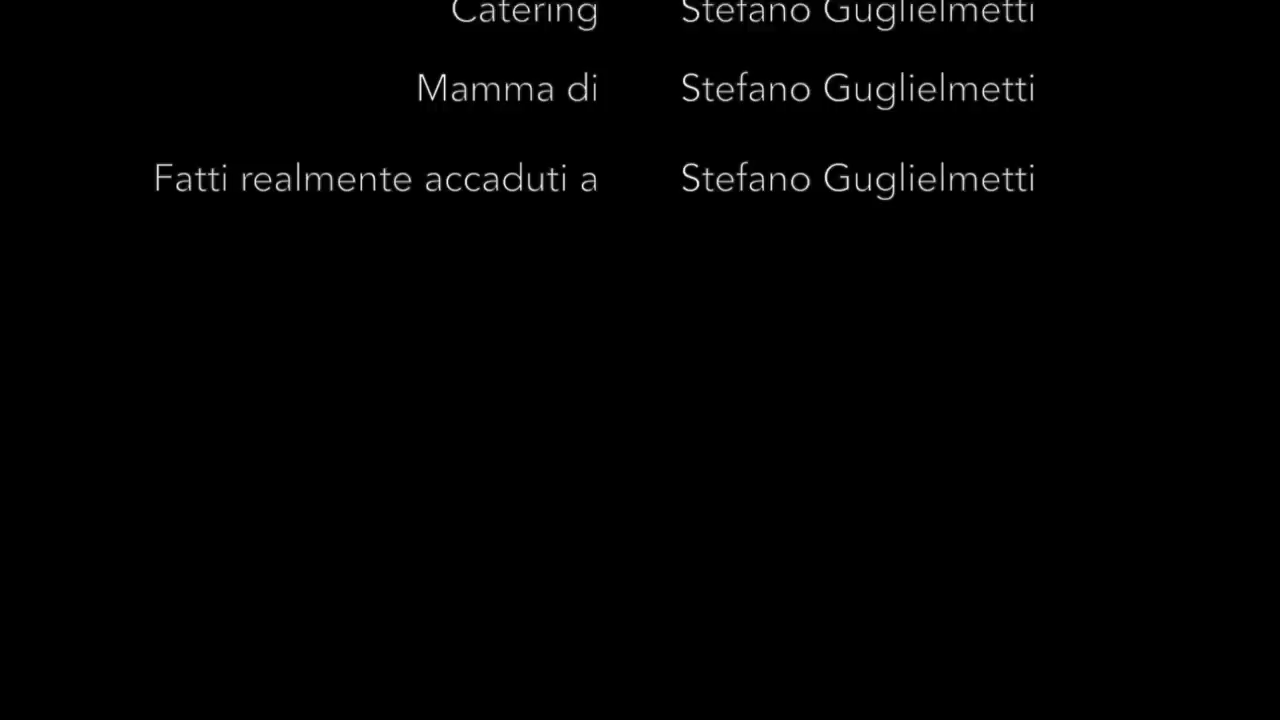 Catering Stefano Guglielmetti
Mamma di Stefano Guglielmetti
Fatti realmente accaduti a Stefano Guglielmetti